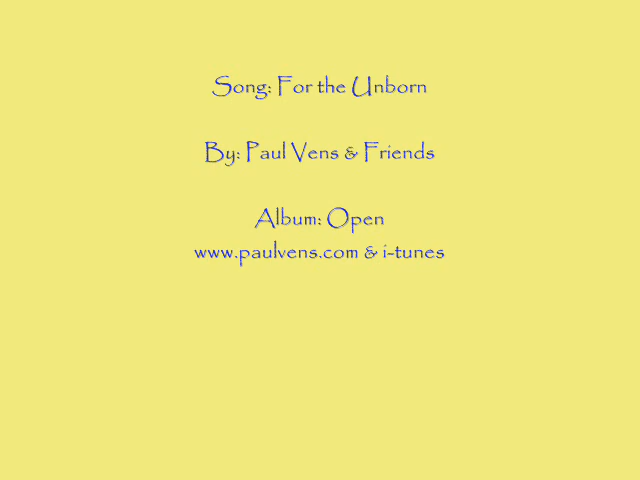 Song: For the Unborn
By: Paul Vens & Friends
Album: Open
www.paulvens.com & i-tunes